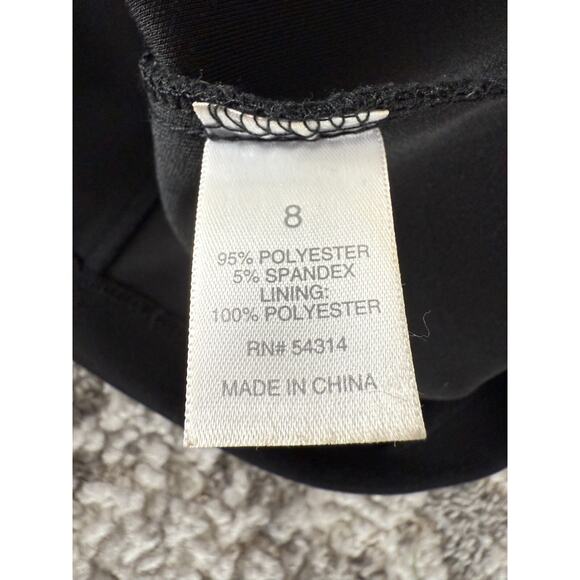 8
95% POLYESTER
5% SPANDEX
LINING:
100% POLYESTER
RN# 54314
MADE IN CHINA